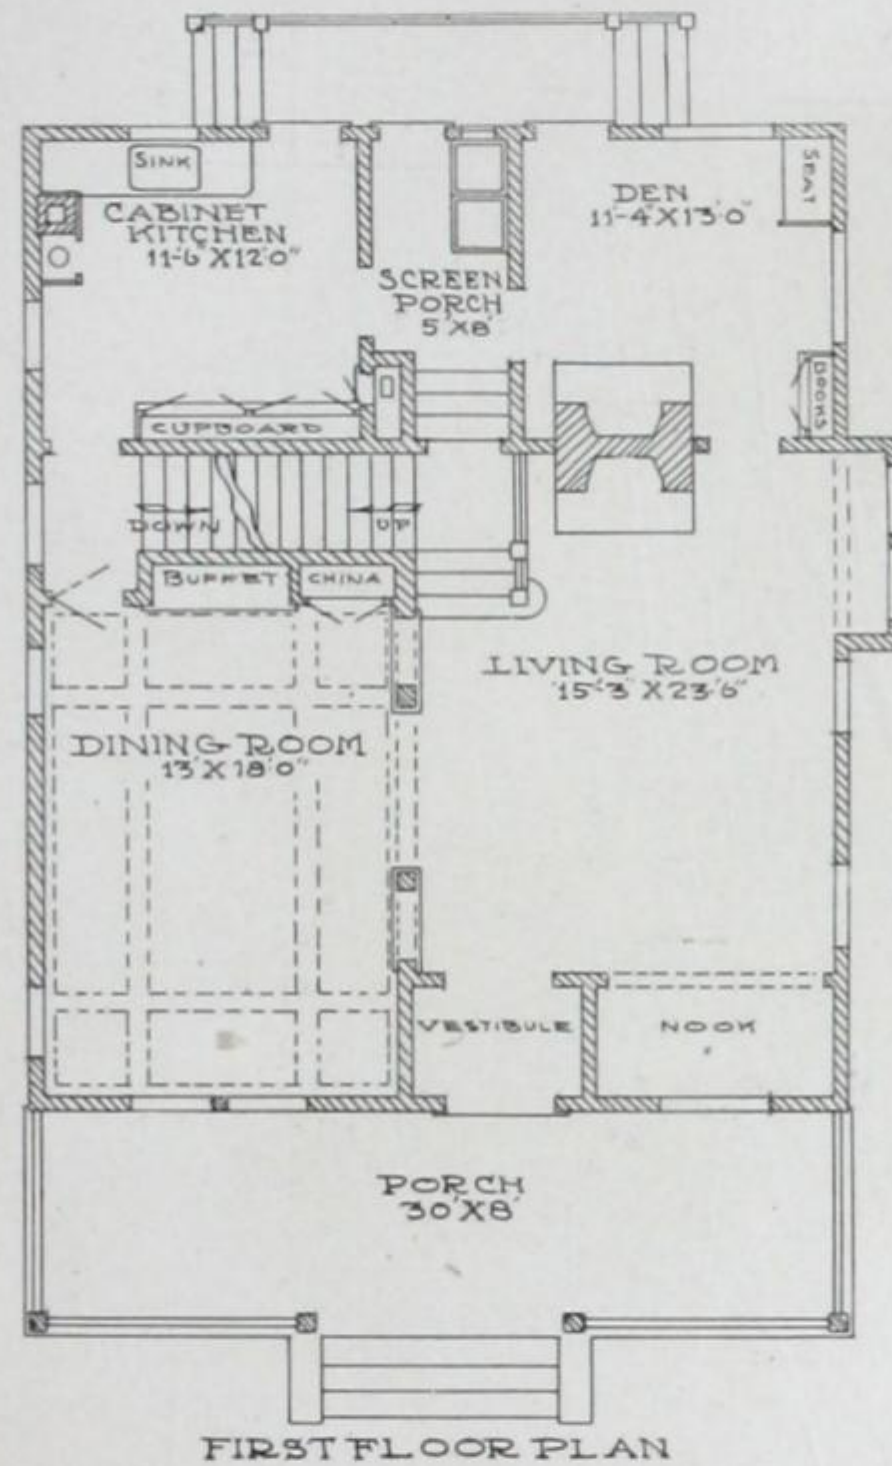 SINK
CABINET
KITCHEN
11'-6" X 12'0"
DEN
11'-4" X 13'0"
SEAT
SCREEN
PORCH
5' X 8'
BOOKS
CUPBOARD
DOWN
UP
BUFFET
CHINA
LIVING ROOM
15'-3" X 23'6"
DINING ROOM
13' X 18'0"
VESTIBULE
NOOK
PORCH
30' X 8'
FIRST FLOOR PLAN